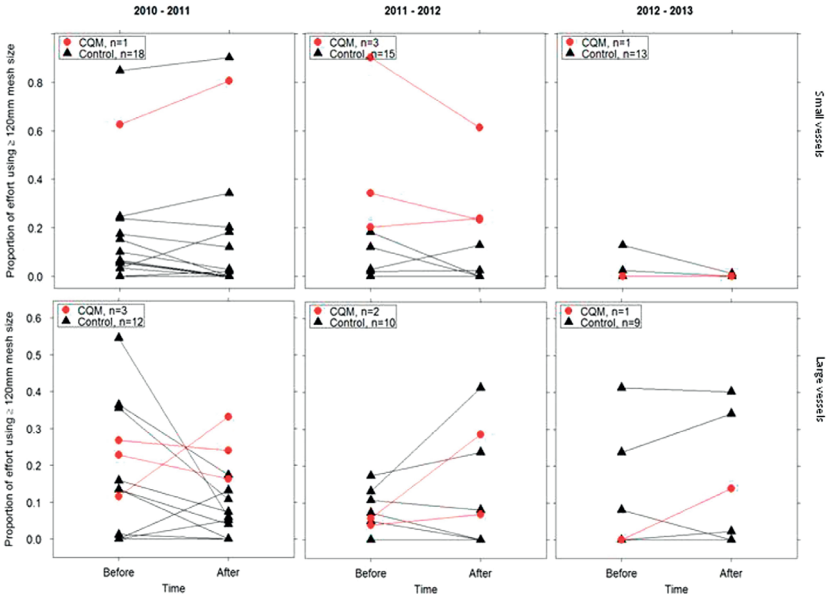 2010 - 2011
2011 - 2012
2012 - 2013
Proportion of effort using ≥ 120mm mesh size
0.8
0.6
0.4
0.2
0.0
CQM, n=1
Control, n=18
CQM, n=3
Control, n=15
CQM, n=1
Control, n=13
Small vessels
Proportion of effort using ≥ 120mm mesh size
0.6
0.5
0.4
0.3
0.2
0.1
0.0
CQM, n=3
Control, n=12
CQM, n=2
Control, n=10
CQM, n=1
Control, n=9
Large vessels
Before
After
Before
After
Before
After
Time
Time
Time